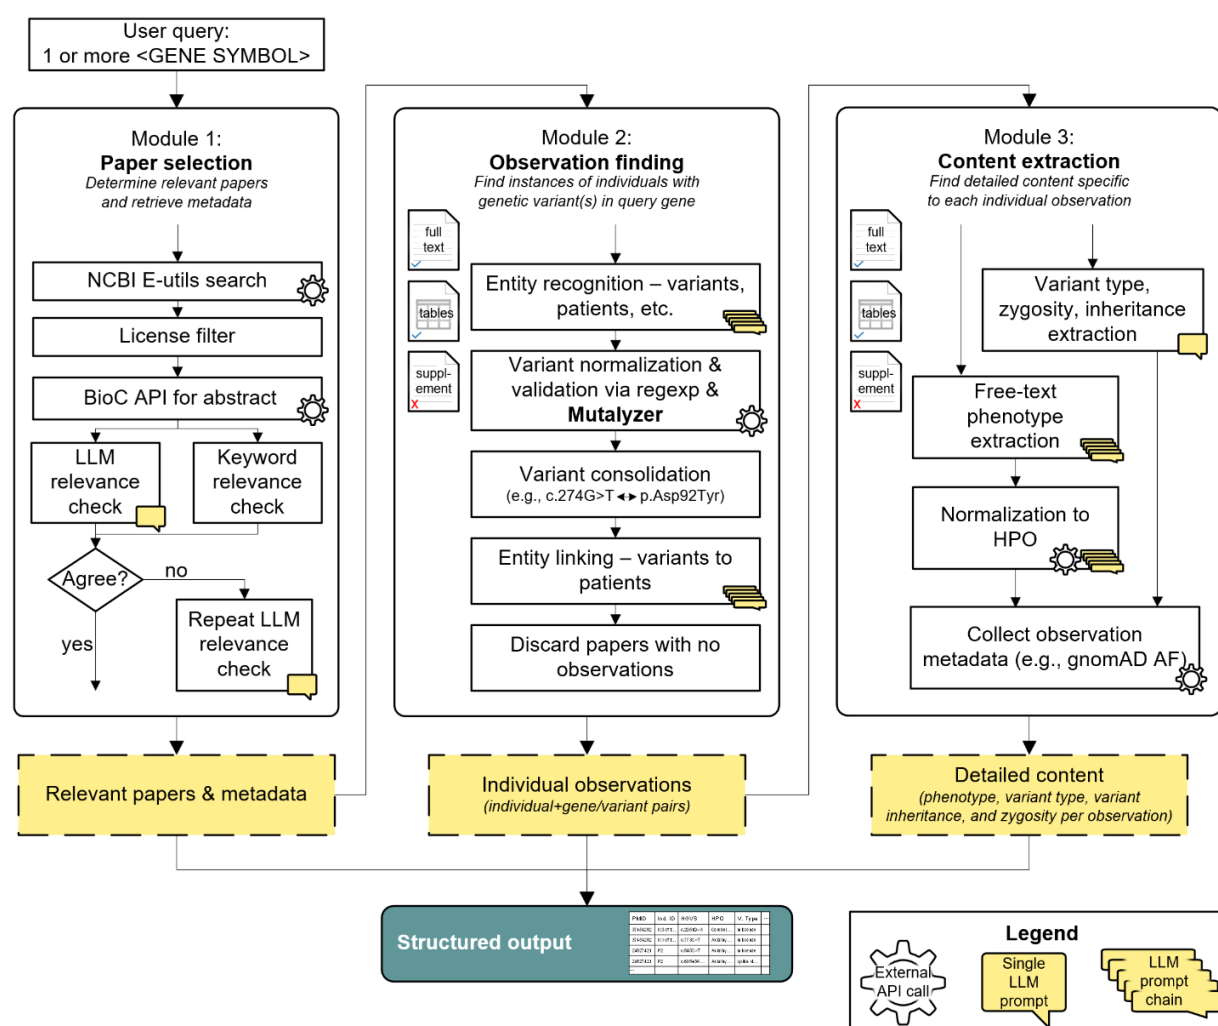 User query:
1 or more <GENE SYMBOL>
Module 1:
Paper selection
Determine relevant papers
and retrieve metadata
NCBI E-utils search
License filter
BioC API for abstract
LLM
relevance
check
Keyword
relevance
check
Agree?
no
yes
Repeat LLM
relevance
check
Relevant papers & metadata
Module 2:
Observation finding
Find instances of individuals with
genetic variant(s) in query gene
full
text
tables
suppl-
ement
X
Entity recognition – variants,
patients, etc.
Variant normalization &
validation via regexp &
Mutalyzer
Variant consolidation
(e.g., c.274G>T ◄► p.Asp92Tyr)
Entity linking – variants to
patients
Discard papers with no
observations
Individual observations
(individual+gene/variant pairs)
Module 3:
Content extraction
Find detailed content specific
to each individual observation
full
text
tables
suppl-
ement
X
Variant type,
zygosity, inheritance
extraction
Free-text
phenotype
extraction
Normalization to
HPO
Collect observation
metadata (e.g., gnomAD AF)
Detailed content
(phenotype, variant type, variant
inheritance, and zygosity per observation)
Structured output
PMID Ind. ID HGVS HPO V. Type ...
Legend
External
API call
Single
LLM
prompt
LLM
prompt
chain